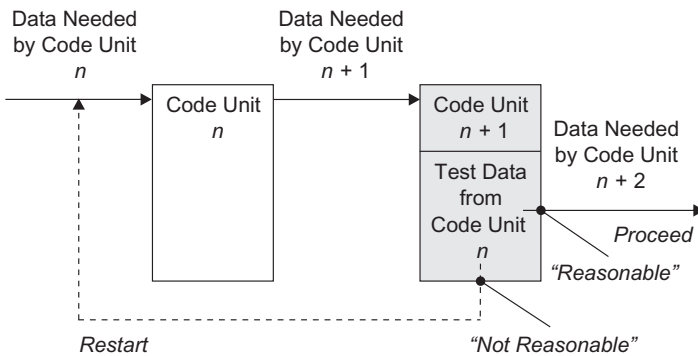 Data Needed
by Code Unit
n
Data Needed
by Code Unit
n + 1
Code Unit
n
Code Unit
n + 1
Test Data
from
Code Unit
n
Data Needed
by Code Unit
n + 2
Proceed
“Reasonable”
Restart
“Not Reasonable”